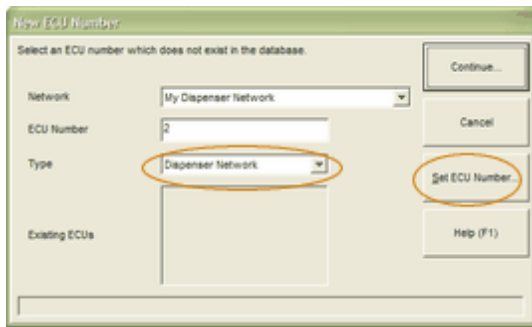 New ECU Number
Select an ECU number which does not exist in the database.
Continue...
Network
My Dispenser Network
ECU Number
2
Cancel
Type
Dispenser Network
Set ECU Number...
Existing ECUs
Help (F1)